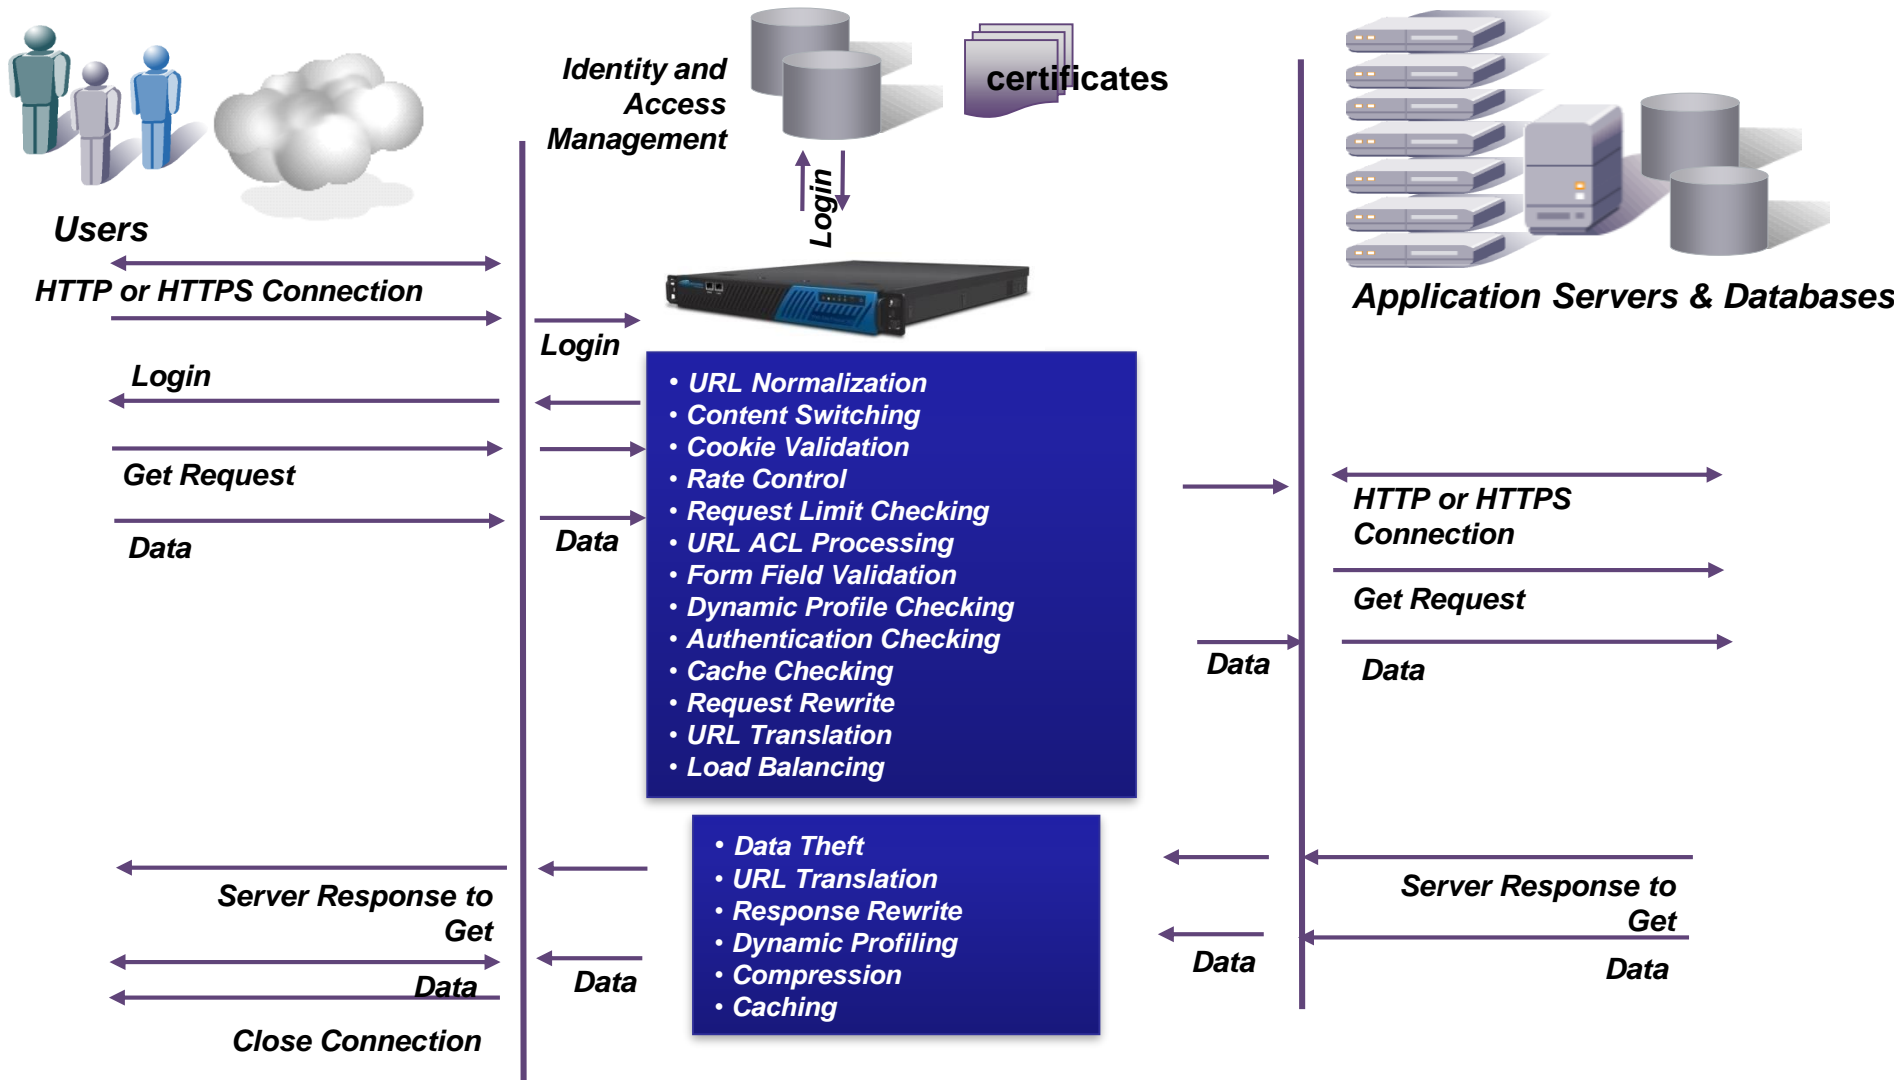 Identity and
Access
Management
certificates
Login
Users
HTTP or HTTPS Connection
Application Servers & Databases
Login
Login
Get Request
Data
Data
• URL Normalization
• Content Switching
• Cookie Validation
• Rate Control
• Request Limit Checking
• URL ACL Processing
• Form Field Validation
• Dynamic Profile Checking
• Authentication Checking
• Cache Checking
• Request Rewrite
• URL Translation
• Load Balancing
HTTP or HTTPS
Connection
Get Request
Data
Data
• Data Theft
• URL Translation
• Response Rewrite
• Dynamic Profiling
• Compression
• Caching
Server Response to
Get
Data
Data
Close Connection
Server Response to
Get
Data
Data